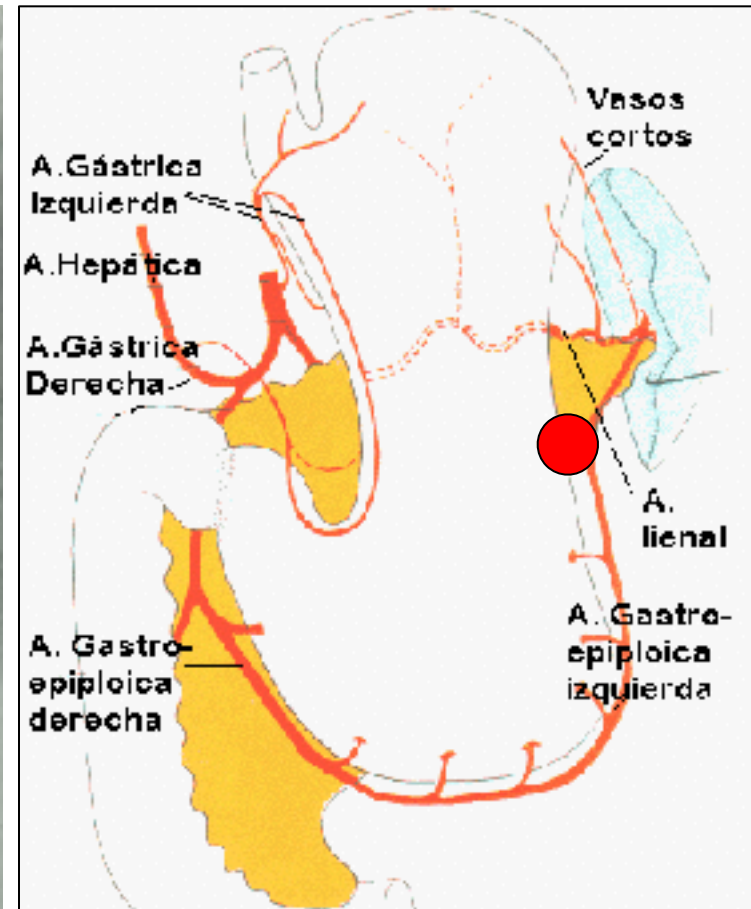 Vasos
cortos
A.Gástrica
Izquierda
A.Hepática
A.Gástrica
Derecha
A.
lienal
A. Gastro-
epiploica
izquierda
A. Gastro-
epiploica
derecha